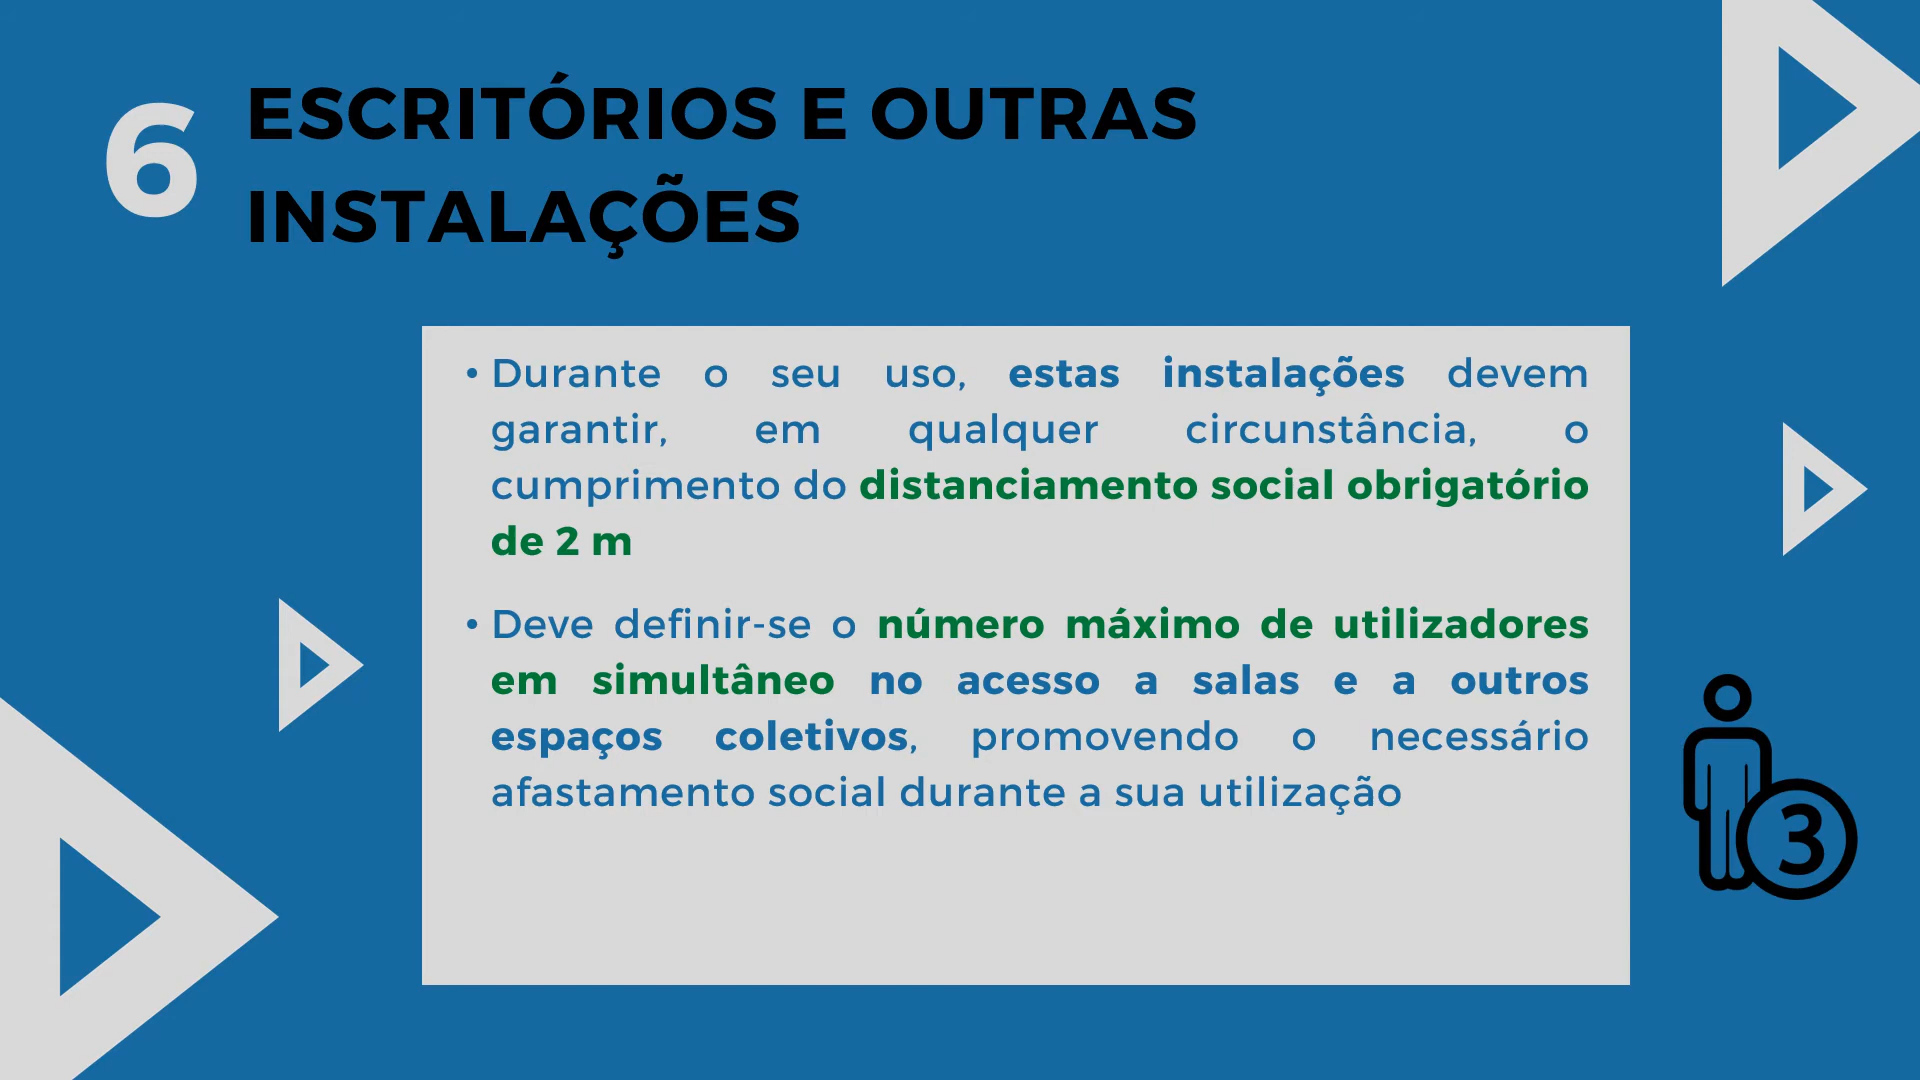 6
ESCRITÓRIOS E OUTRAS
INSTALAÇÕES
• Durante o seu uso, estas instalações devem
garantir, em qualquer circunstância, o
cumprimento do distanciamento social obrigatório
de 2 m
• Deve definir-se o número máximo de utilizadores
em simultâneo no acesso a salas e a outros
espaços coletivos, promovendo o necessário
afastamento social durante a sua utilização
3